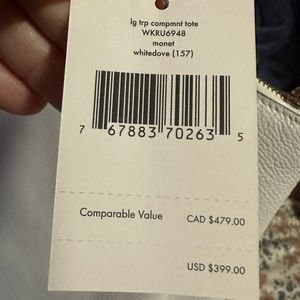 lg trp compmnt tote
WKRU6948
monet
whitedove (157)
7 67883 70263 5
Comparable Value CAD $479.00
USD $399.00